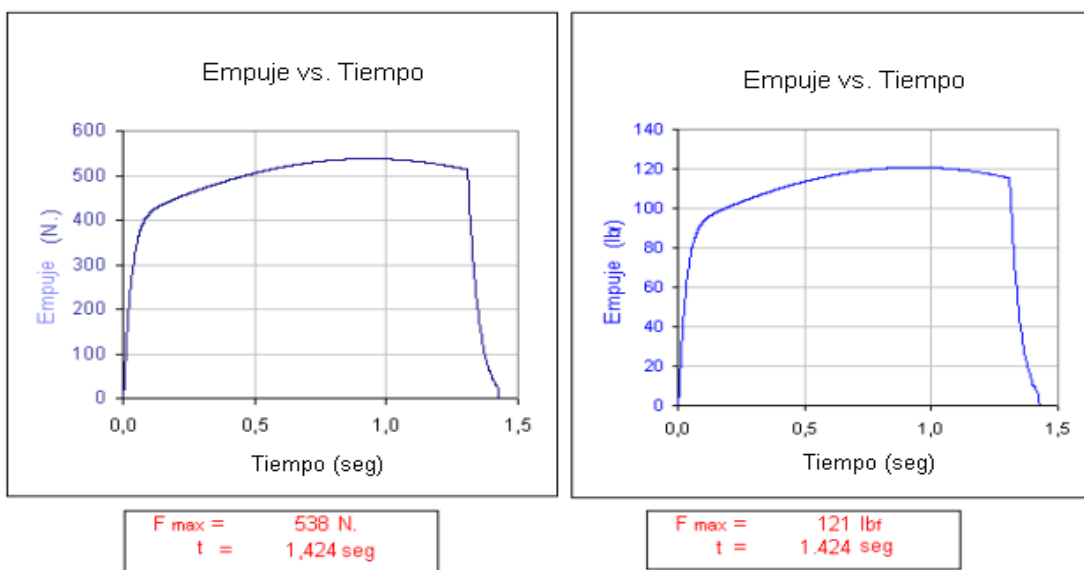 Empuje vs. Tiempo
600
500
400
300
200
100
0
Empuje (N.)
0,0
0,5
1,0
1,5
Tiempo (seg)
F max = 538 N.
t = 1,424 seg
Empuje vs. Tiempo
140
120
100
80
60
40
20
0
Empuje (lbf)
0,0
0,5
1,0
1,5
Tiempo (seg)
F max = 121 lbf
t = 1.424 seg